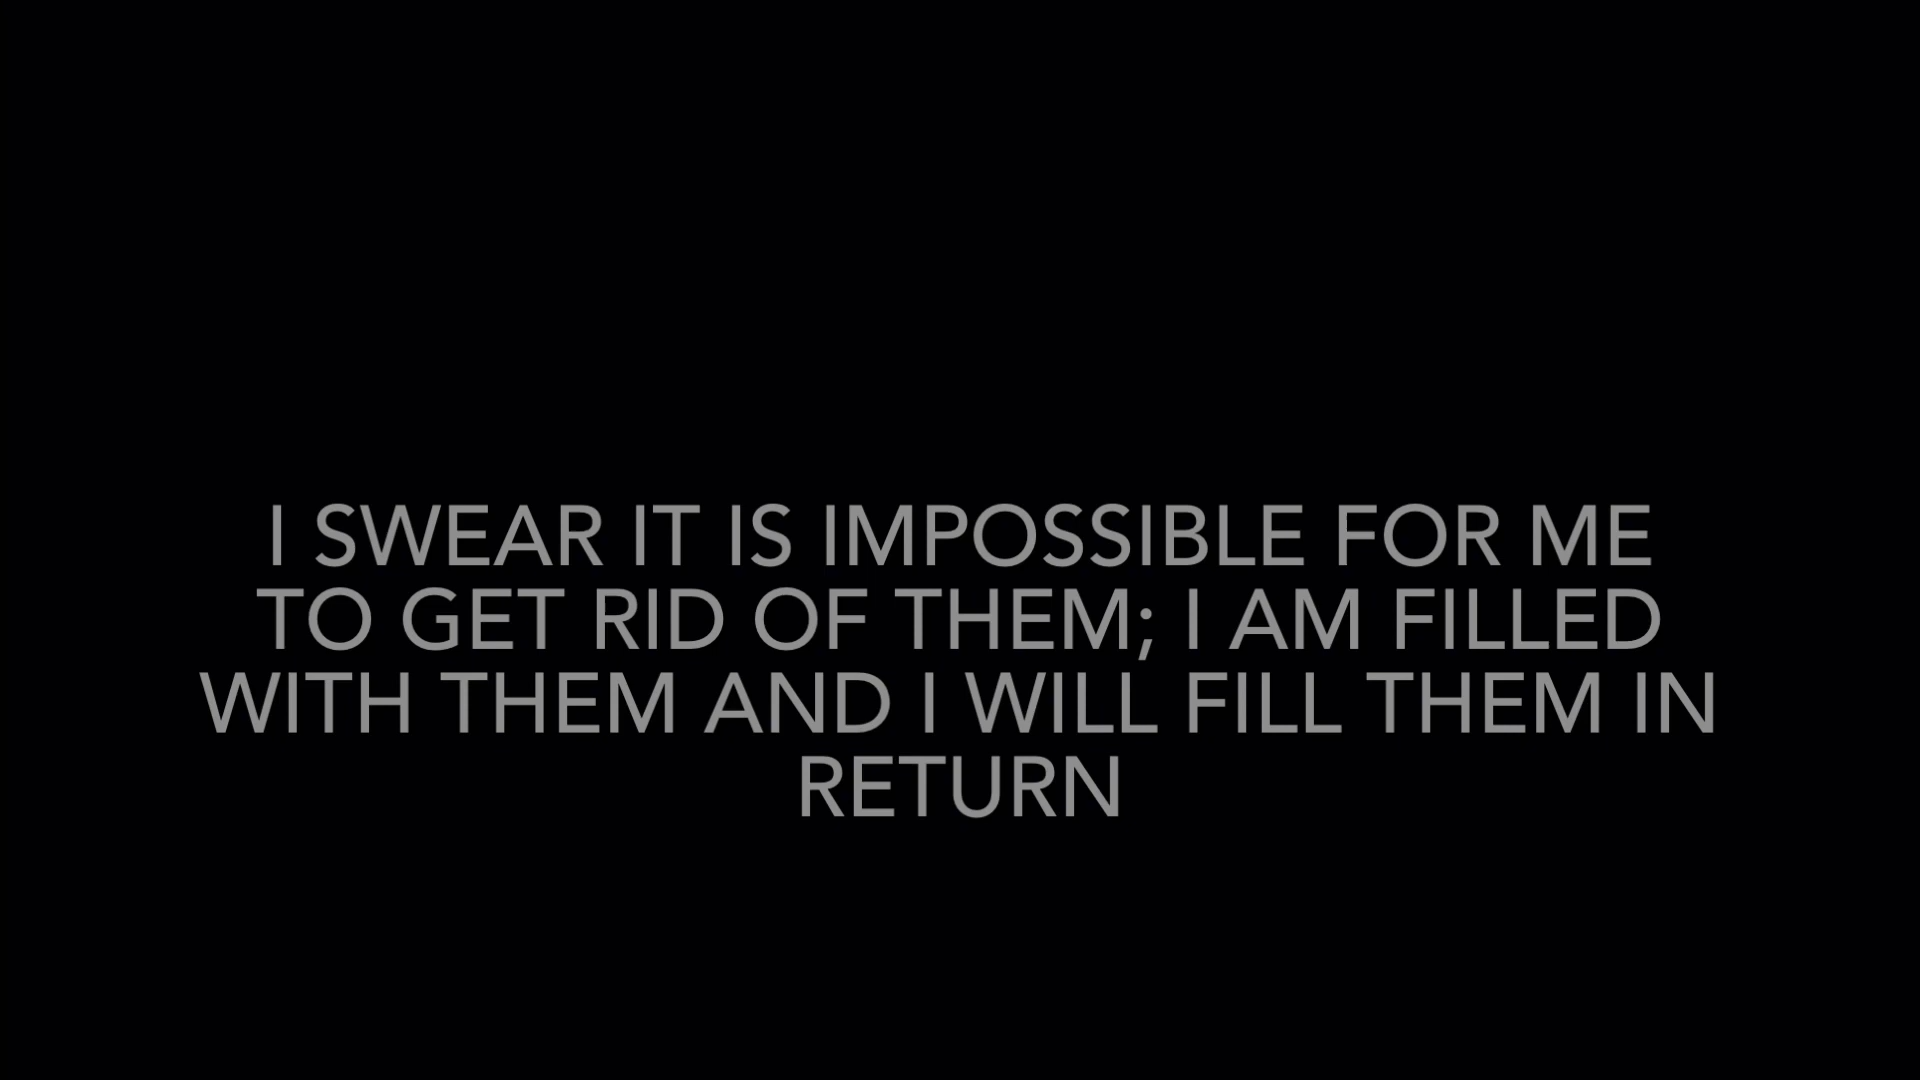 I SWEAR IT IS IMPOSSIBLE FOR ME
TO GET RID OF THEM; I AM FILLED
WITH THEM AND I WILL FILL THEM IN
RETURN